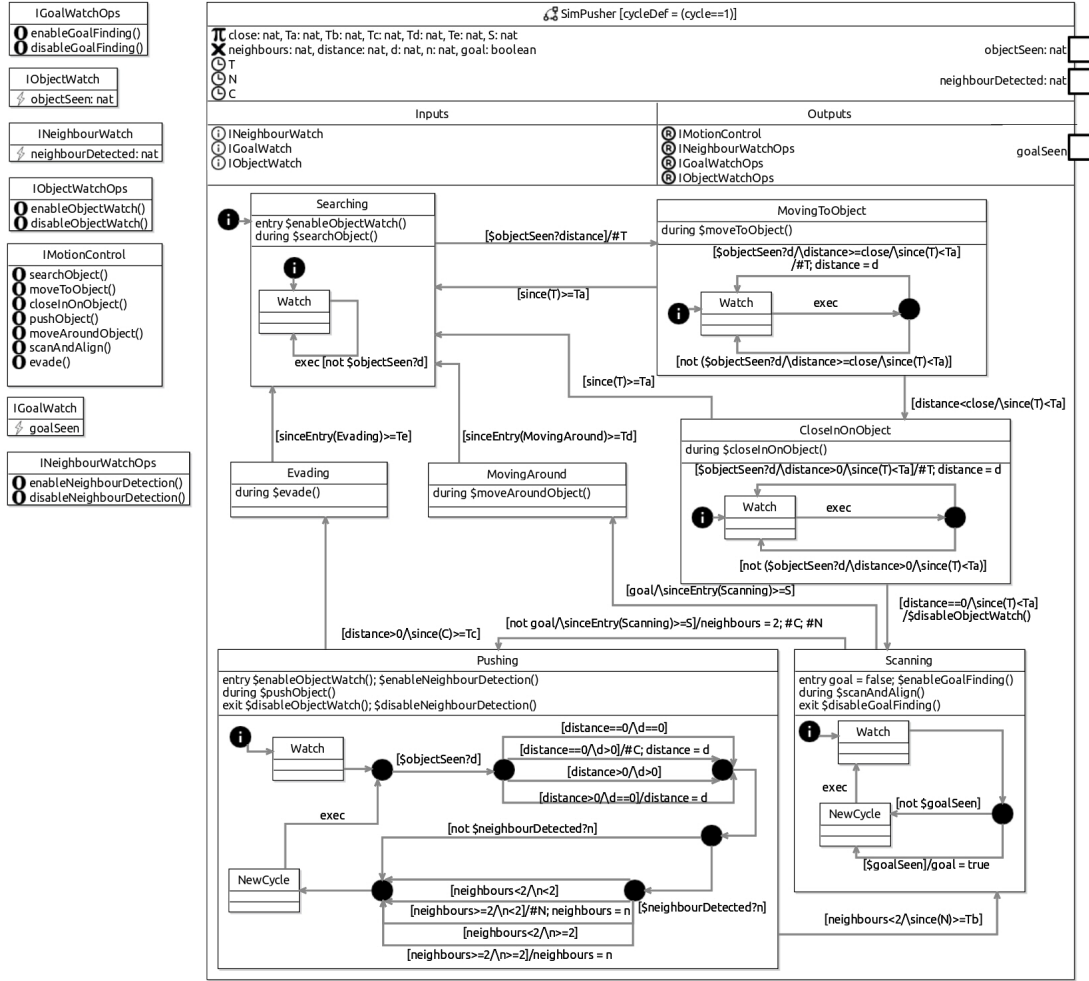 IGoalWatchOps
enableGoalFinding()
disableGoalFinding()
IObjectWatch
objectSeen: nat
INeighbourWatch
neighbourDetected: nat
IObjectWatchOps
enableObjectWatch()
disableObjectWatch()
IMotionControl
searchObject()
moveToObject()
closeInOnObject()
pushObject()
moveAroundObject()
scanAndAlign()
evade()
IGoalWatch
goalSeen
INeighbourWatchOps
enableNeighbourDetection()
disableNeighbourDetection()
SimPusher [cycleDef = (cycle==1)]
close: nat, Ta: nat, Tb: nat, Tc: nat, Td: nat, Te: nat, S: nat
neighbours: nat, distance: nat, d: nat, n: nat, goal: boolean
T
N
C
objectSeen: nat
neighbourDetected: nat
goalSeen
Inputs
INeighbourWatch
IGoalWatch
IObjectWatch
Outputs
IMotionControl
INeighbourWatchOps
IGoalWatchOps
IObjectWatchOps
Searching
entry $enableObjectWatch()
during $searchObject()
i
i
Watch
exec [not $objectSeen?d]
[$objectSeen?distance]/#T
[since(T)>=Ta]
MovingToObject
during $moveToObject()
[$objectSeen?d/\distance>=close/\since(T)<Ta]
/#T; distance = d
i
Watch
exec
[not ($objectSeen?d/\distance>=close/\since(T)<Ta)]
[since(T)>=Ta]
[distance<close/\since(T)<Ta]
[sinceEntry(Evading)>=Te]
[sinceEntry(MovingAround)>=Td]
CloseInOnObject
during $closeInOnObject()
[$objectSeen?d/\distance>0/\since(T)<Ta]/#T; distance = d
i
Watch
exec
[not ($objectSeen?d/\distance>0/\since(T)<Ta)]
Evading
during $evade()
MovingAround
during $moveAroundObject()
[goal/\sinceEntry(Scanning)>=S]
[distance==0/\since(T)<Ta]
/$disableObjectWatch()
[not goal/\sinceEntry(Scanning)>=S]/neighbours = 2; #C; #N
[distance>0/\since(C)>=Tc]
Pushing
entry $enableObjectWatch(); $enableNeighbourDetection()
during $pushObject()
exit $disableObjectWatch(); $disableNeighbourDetection()
i
Watch
[$objectSeen?d]
[distance==0/\d==0]
[distance==0/\d>0]/#C; distance = d
[distance>0/\d>0]
[distance>0/\d==0]/distance = d
exec
[not $neighbourDetected?n]
NewCycle
[neighbours<2/\n<2]
[neighbours>=2/\n<2]/#N; neighbours = n
[$neighbourDetected?n]
[neighbours<2/\n>=2]
[neighbours>=2/\n>=2]/neighbours = n
Scanning
entry goal = false; $enableGoalFinding()
during $scanAndAlign()
exit $disableGoalFinding()
i
Watch
exec
[not $goalSeen]
NewCycle
[$goalSeen]/goal = true
[neighbours<2/\since(N)>=Tb]